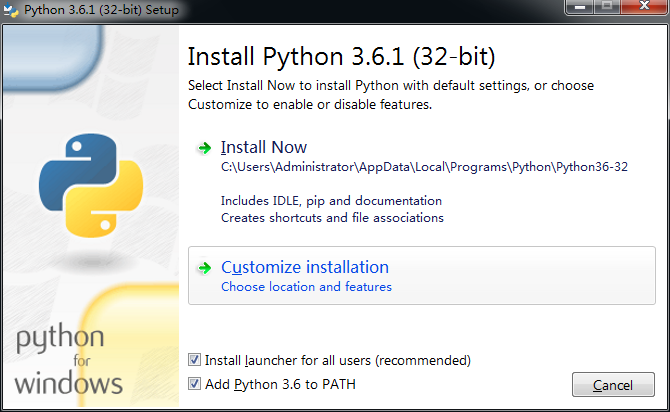 Python 3.6.1 (32-bit) Setup
Install Python 3.6.1 (32-bit)
Select Install Now to install Python with default settings, or choose
Customize to enable or disable features.
Install Now
C:\Users\Administrator\AppData\Local\Programs\Python\Python36-32
Includes IDLE, pip and documentation
Creates shortcuts and file associations
Customize installation
Choose location and features
python
for
windows
Install launcher for all users (recommended)
Add Python 3.6 to PATH
Cancel